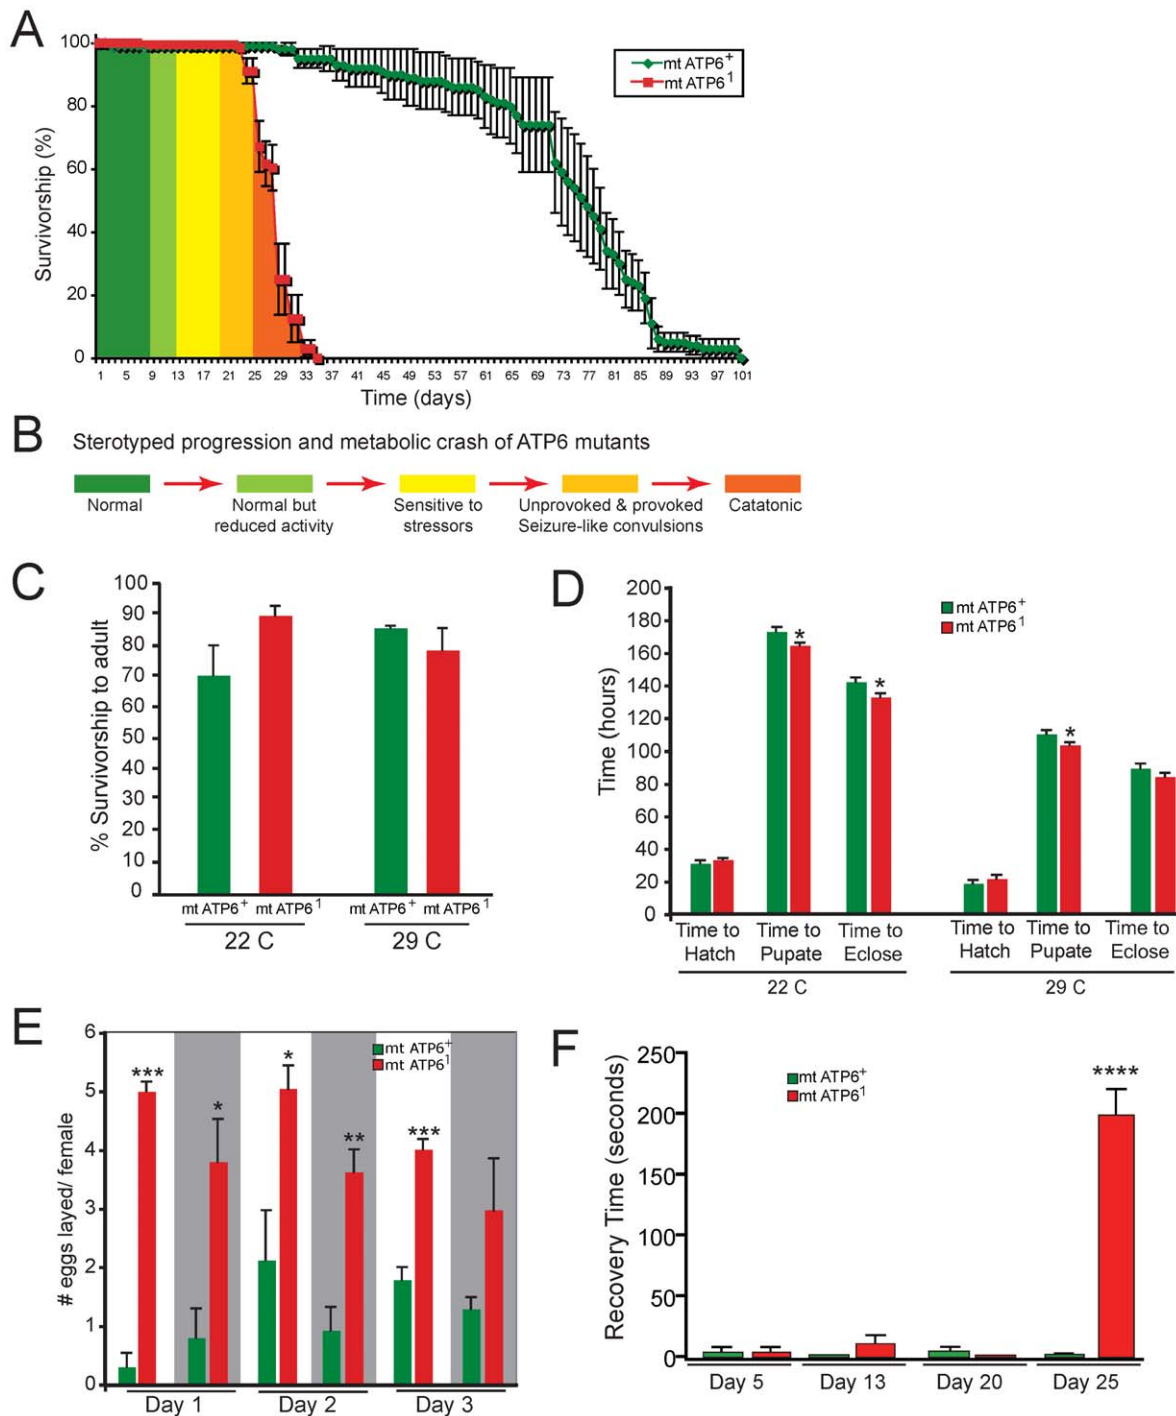 A
100
80
60
40
20
0
Survivorship (%)
mt ATP6+
mt ATP61
1 5 9 13 17 21 25 29 33 37 41 45 49 53 57 61 65 69 73 77 81 85 89 93 97 101
Time (days)
B
Sterotyped progression and metabolic crash of ATP6 mutants
Normal
Normal but
reduced activity
Sensitive to
stressors
Unprovoked & provoked
Seizure-like convulsions
Catatonic
C
100
90
80
70
60
50
40
30
20
10
0
% Survivorship to adult
mt ATP6+ mt ATP61 mt ATP6+ mt ATP61
22 C 29 C
D
200
180
160
140
120
100
80
60
40
20
0
Time (hours)
mt ATP6+
mt ATP61
* * *
Time to
Hatch
Time to
Pupate
Time to
Eclose
Time to
Hatch
Time to
Pupate
Time to
Eclose
22 C 29 C
E
6
5
4
3
2
1
0
# eggs layed/ female
mt ATP6+
mt ATP61
*** * * ** ***
Day 1 Day 2 Day 3
F
250
200
150
100
50
0
Recovery Time (seconds)
mt ATP6+
mt ATP61
****
Day 5 Day 13 Day 20 Day 25